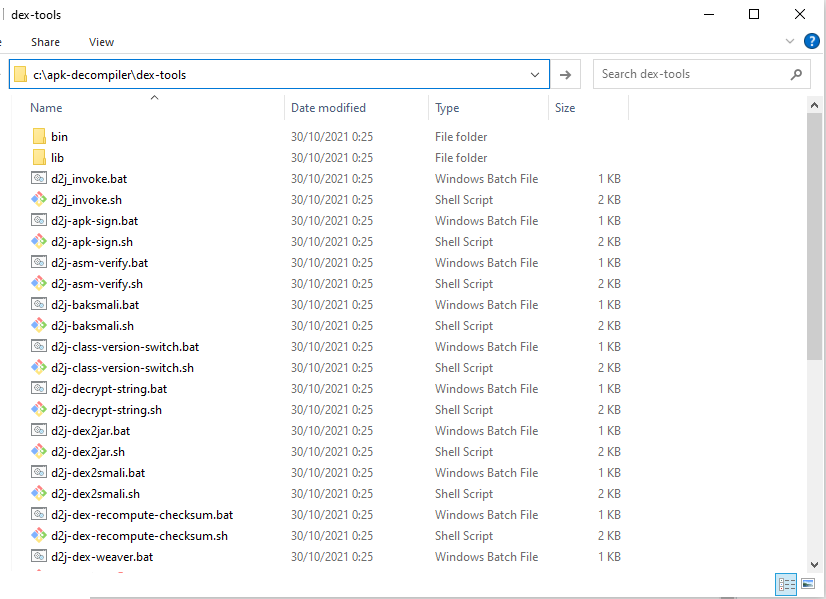 dex-tools
Share View
c:\apk-decompiler\dex-tools
Search dex-tools
Name Date modified Type Size
bin 30/10/2021 0:25 File folder
lib 30/10/2021 0:25 File folder
d2j_invoke.bat 30/10/2021 0:25 Windows Batch File 1 KB
d2j_invoke.sh 30/10/2021 0:25 Shell Script 2 KB
d2j-apk-sign.bat 30/10/2021 0:25 Windows Batch File 1 KB
d2j-apk-sign.sh 30/10/2021 0:25 Shell Script 2 KB
d2j-asm-verify.bat 30/10/2021 0:25 Windows Batch File 1 KB
d2j-asm-verify.sh 30/10/2021 0:25 Shell Script 2 KB
d2j-baksmali.bat 30/10/2021 0:25 Windows Batch File 1 KB
d2j-baksmali.sh 30/10/2021 0:25 Shell Script 2 KB
d2j-class-version-switch.bat 30/10/2021 0:25 Windows Batch File 1 KB
d2j-class-version-switch.sh 30/10/2021 0:25 Shell Script 2 KB
d2j-decrypt-string.bat 30/10/2021 0:25 Windows Batch File 1 KB
d2j-decrypt-string.sh 30/10/2021 0:25 Shell Script 2 KB
d2j-dex2jar.bat 30/10/2021 0:25 Windows Batch File 1 KB
d2j-dex2jar.sh 30/10/2021 0:25 Shell Script 2 KB
d2j-dex2smali.bat 30/10/2021 0:25 Windows Batch File 1 KB
d2j-dex2smali.sh 30/10/2021 0:25 Shell Script 2 KB
d2j-dex-recompute-checksum.bat 30/10/2021 0:25 Windows Batch File 1 KB
d2j-dex-recompute-checksum.sh 30/10/2021 0:25 Shell Script 2 KB
d2j-dex-weaver.bat 30/10/2021 0:25 Windows Batch File 1 KB